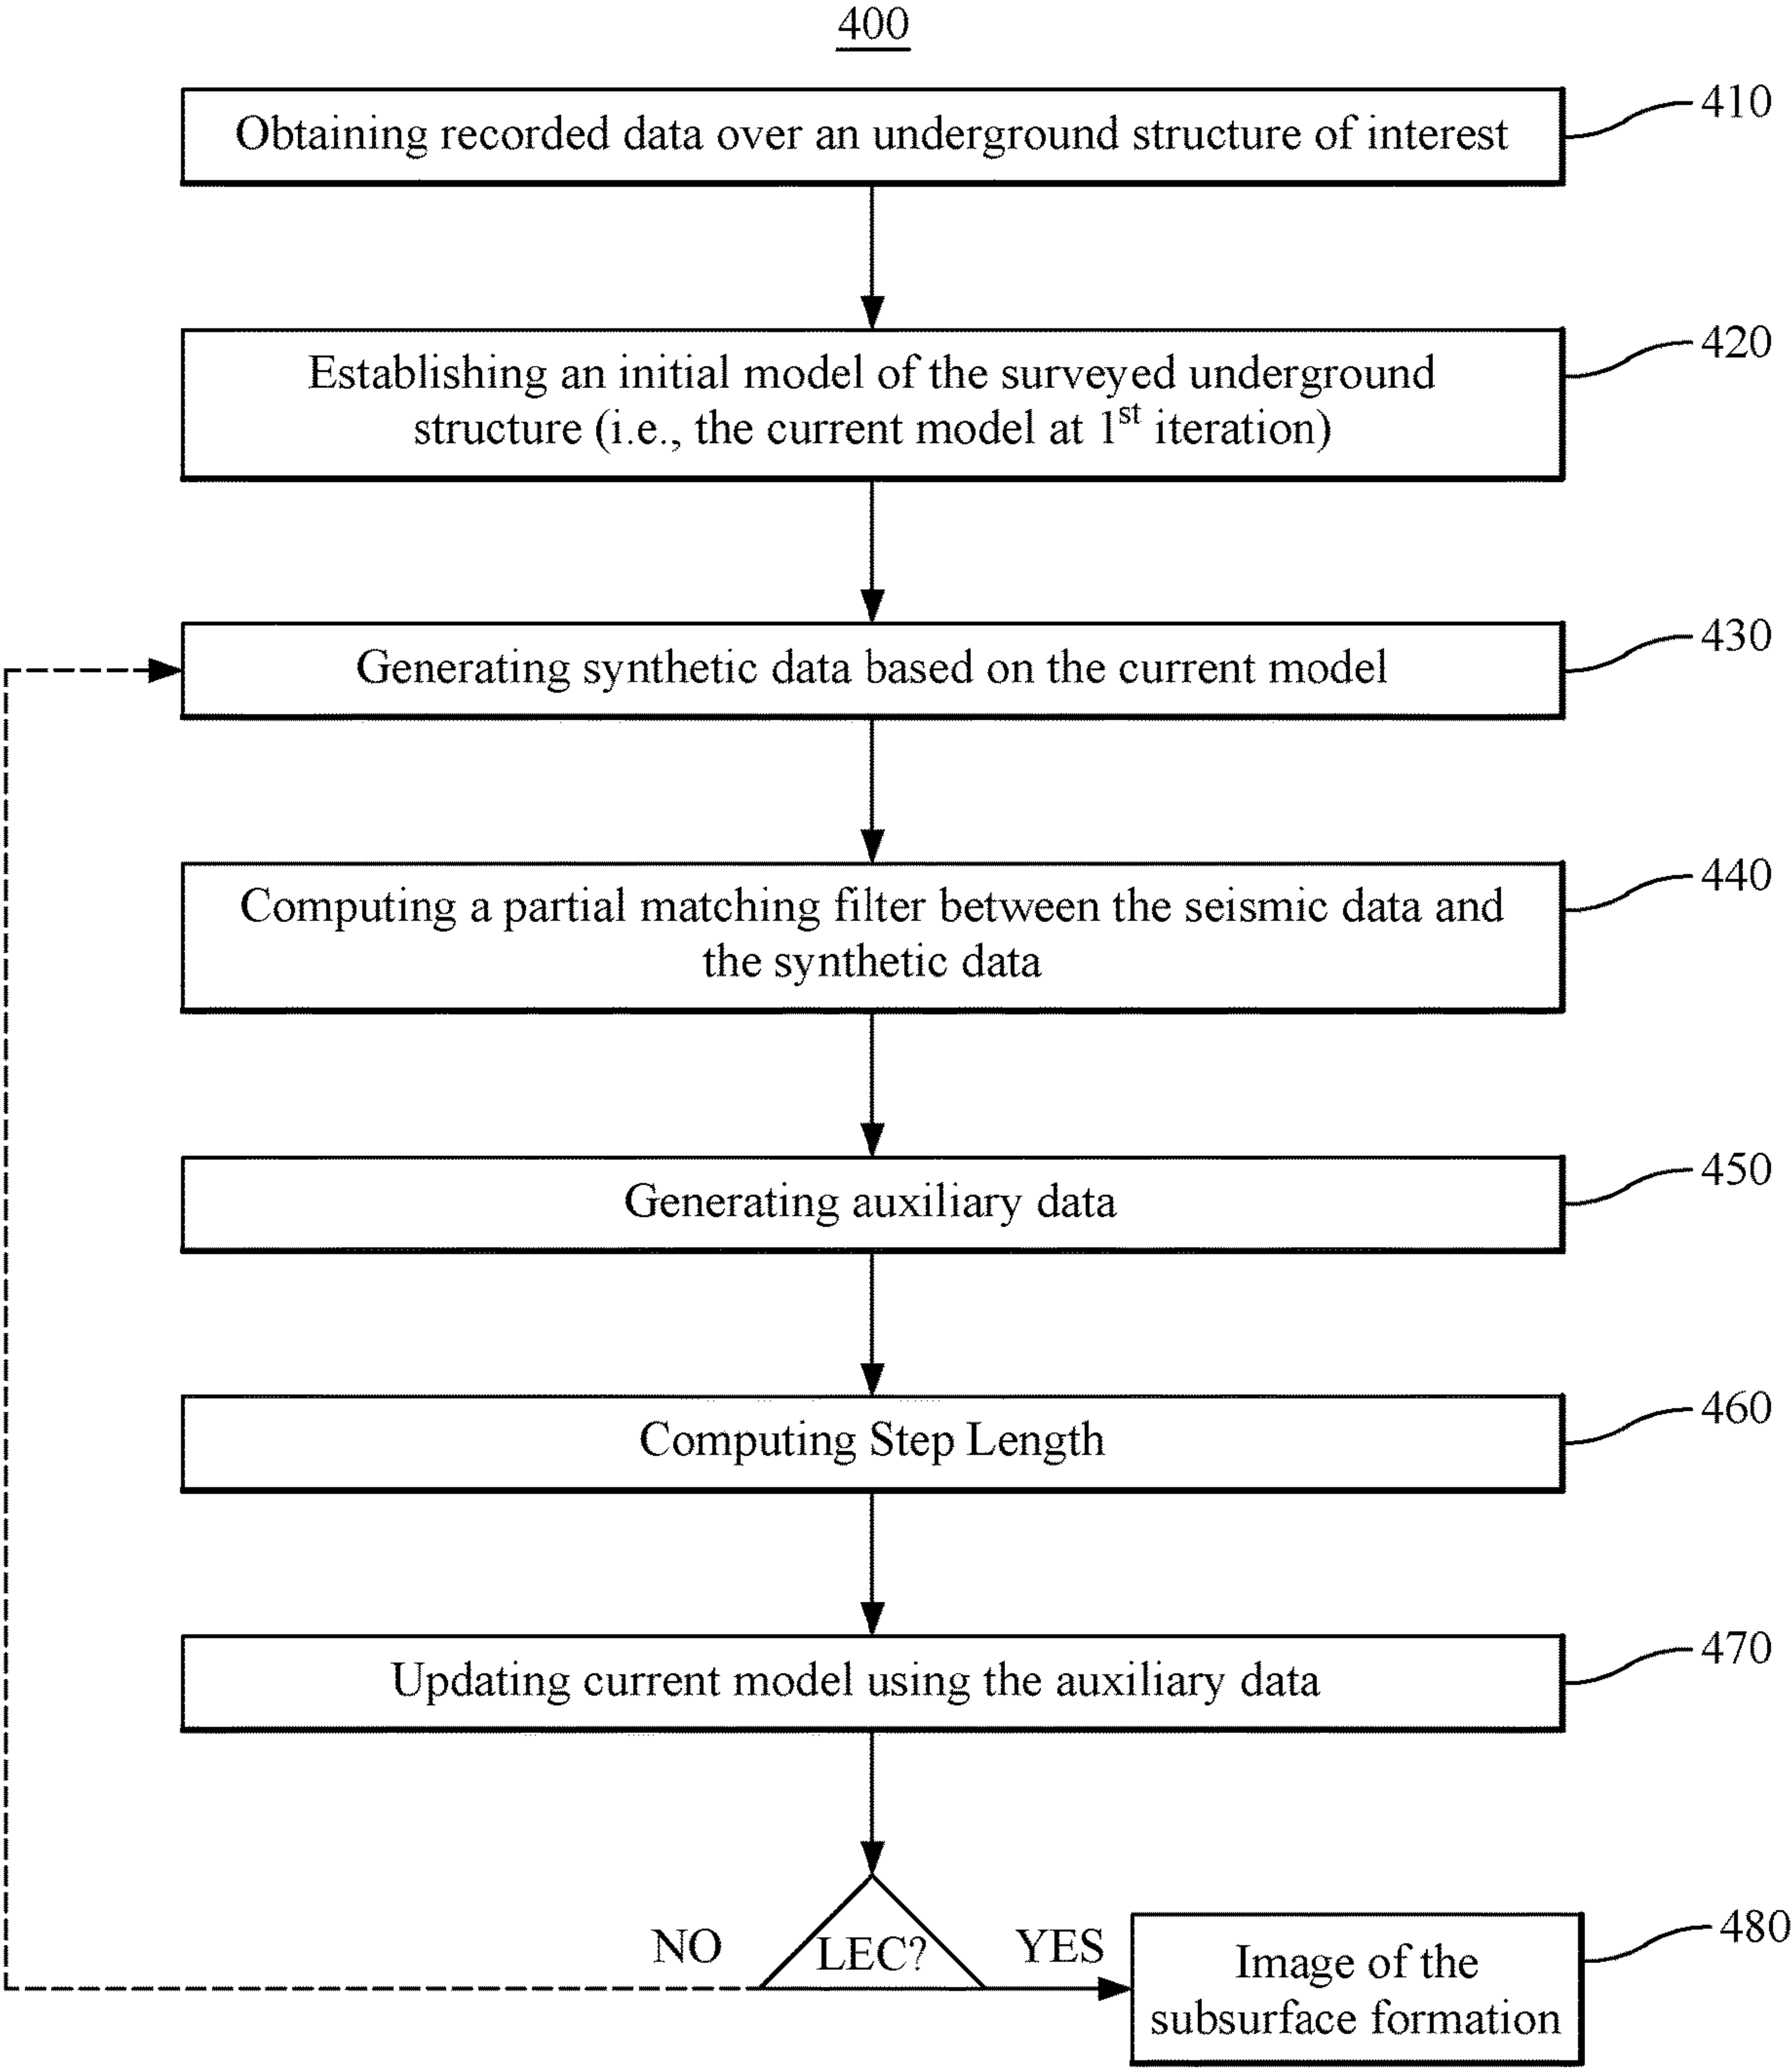 400
Obtaining recorded data over an underground structure of interest
410
Establishing an initial model of the surveyed underground
structure (i.e., the current model at 1st iteration)
420
Generating synthetic data based on the current model
430
Computing a partial matching filter between the seismic data and
the synthetic data
440
Generating auxiliary data
450
Computing Step Length
460
Updating current model using the auxiliary data
470
NO
LEC?
YES
Image of the
subsurface formation
480